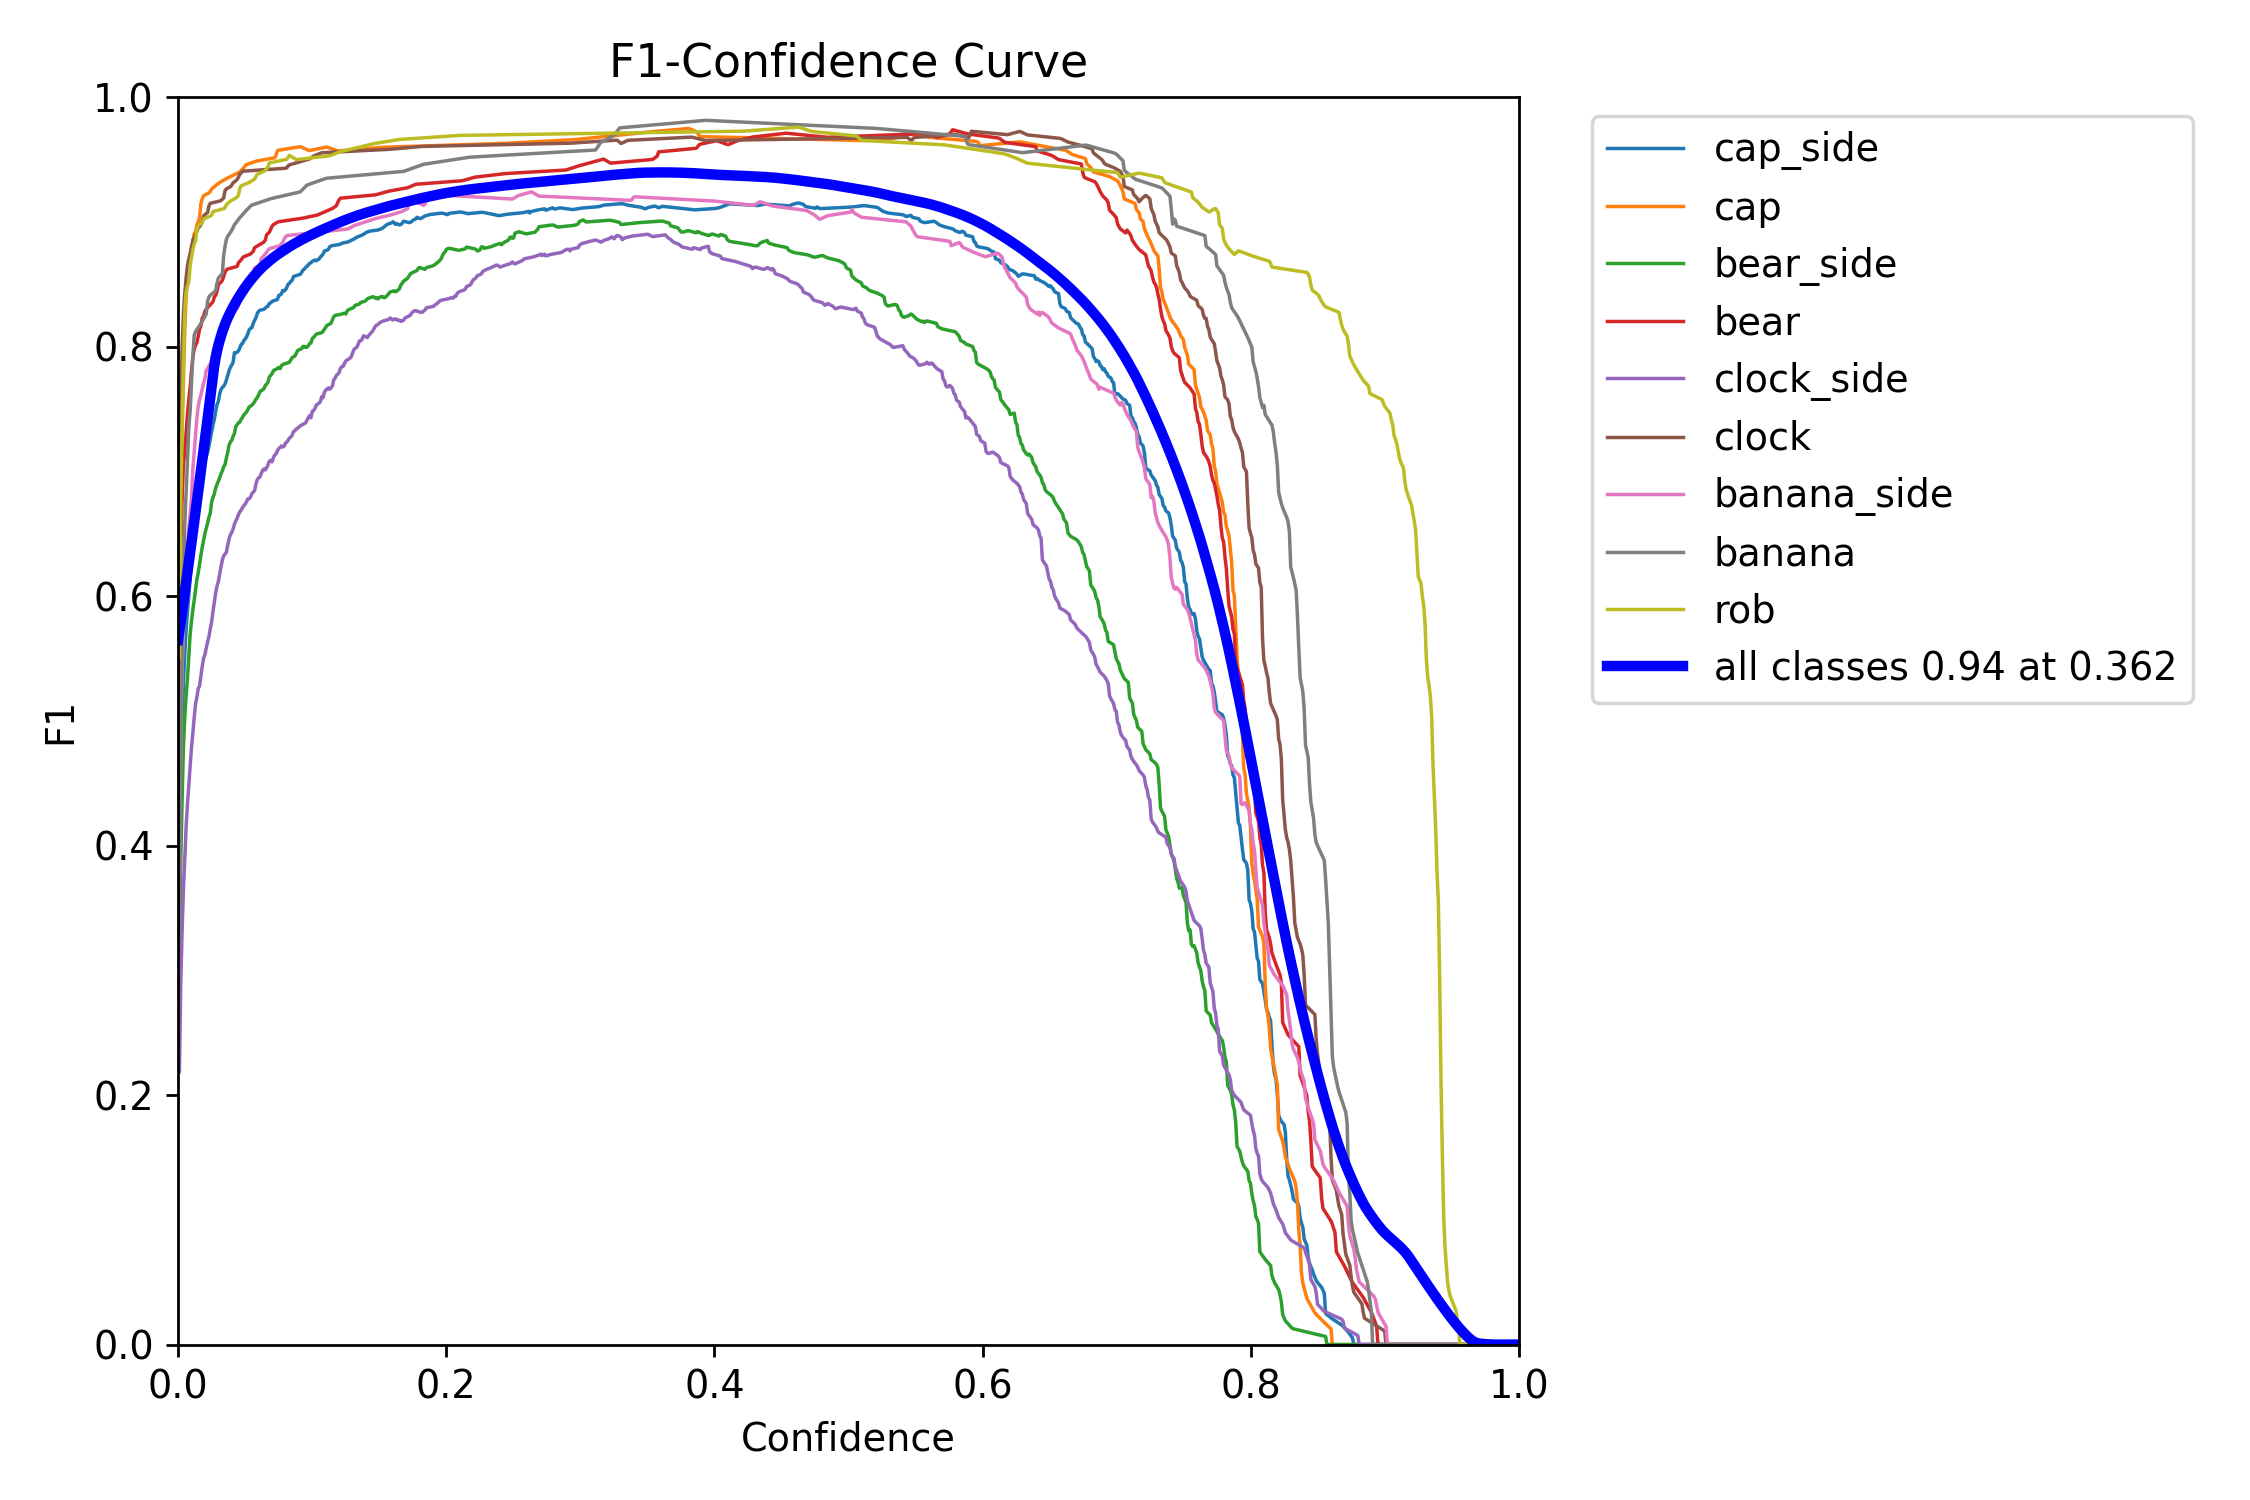 F1-Confidence Curve
1.0
0.8
0.6
0.4
0.2
0.0
F1
0.0 0.2 0.4 0.6 0.8 1.0
Confidence
cap_side
cap
bear_side
bear
clock_side
clock
banana_side
banana
rob
all classes 0.94 at 0.362